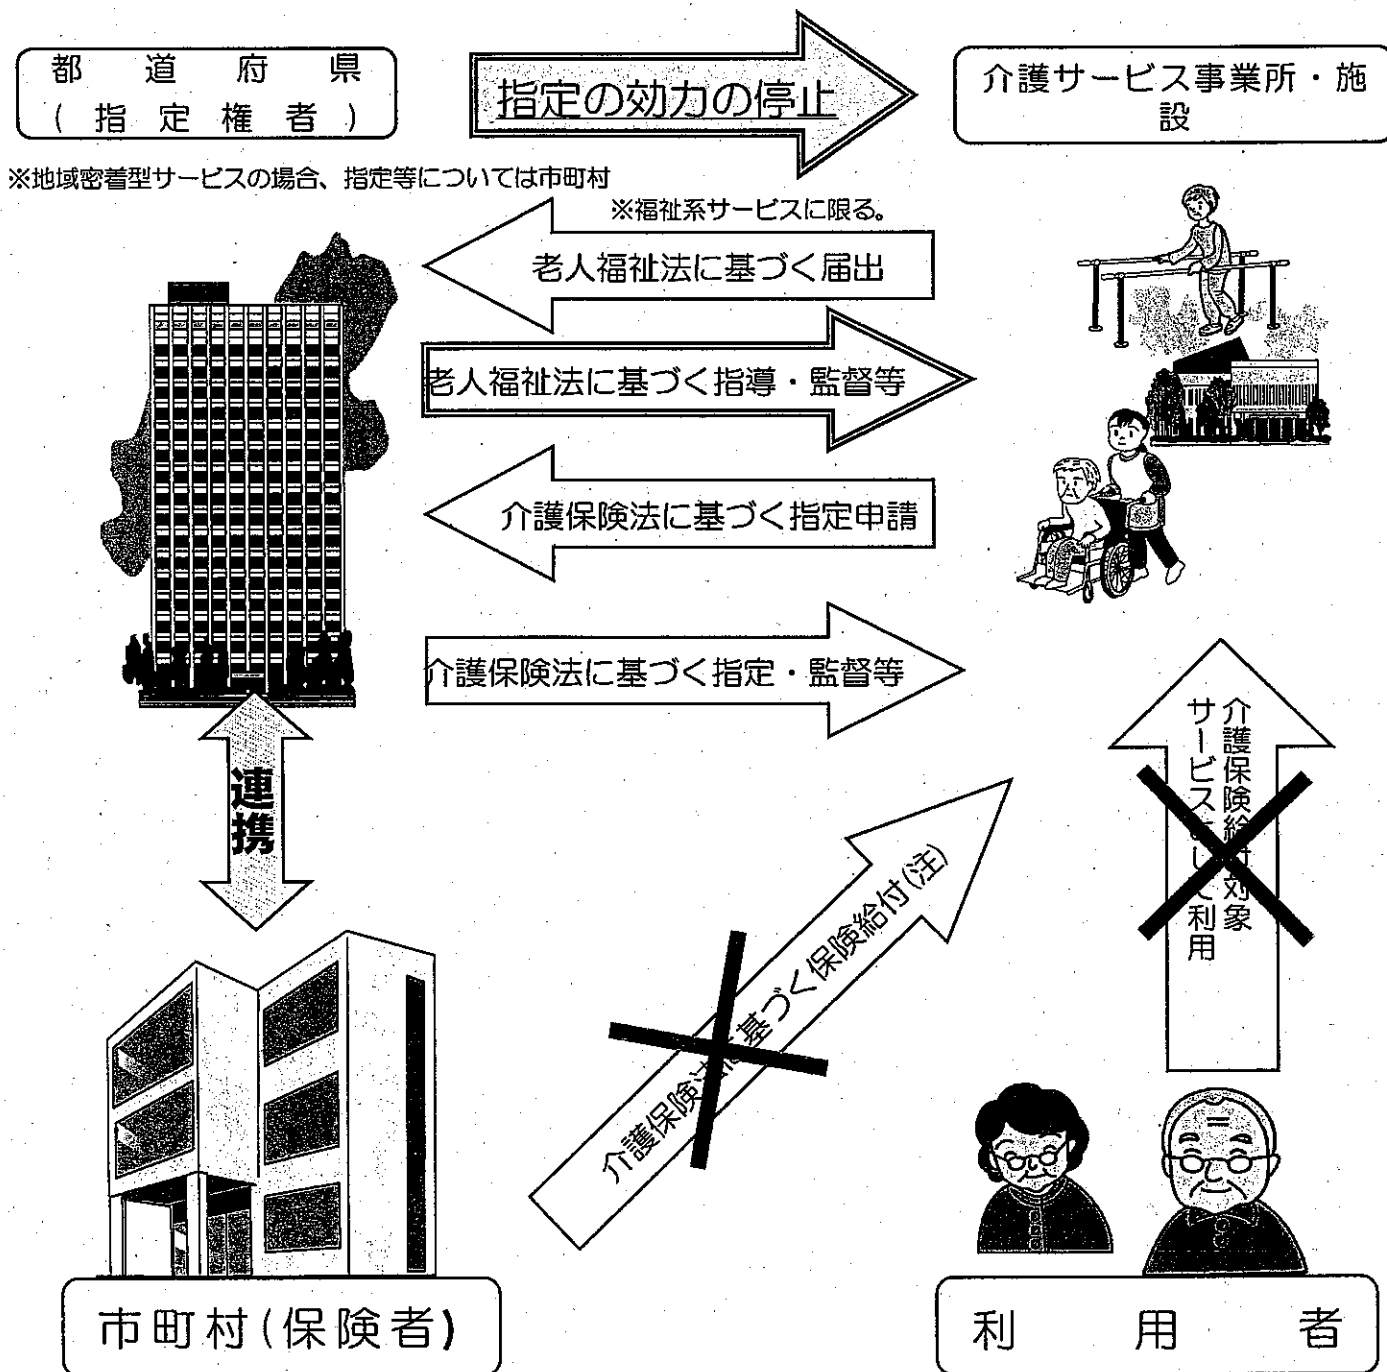 都道府県
(指定権者)
指定の効力の停止
介護サービス事業所・施
設
※地域密着型サービスの場合、指定等については市町村
※福祉系サービスに限る。
老人福祉法に基づく届出
老人福祉法に基づく指導・監督等
介護保険法に基づく指定申請
介護保険法に基づく指定・監督等
連携
介護保険法に基づく保険給付(注)
介護保険給付対象
サービスとして利用
市町村(保険者)
利用者